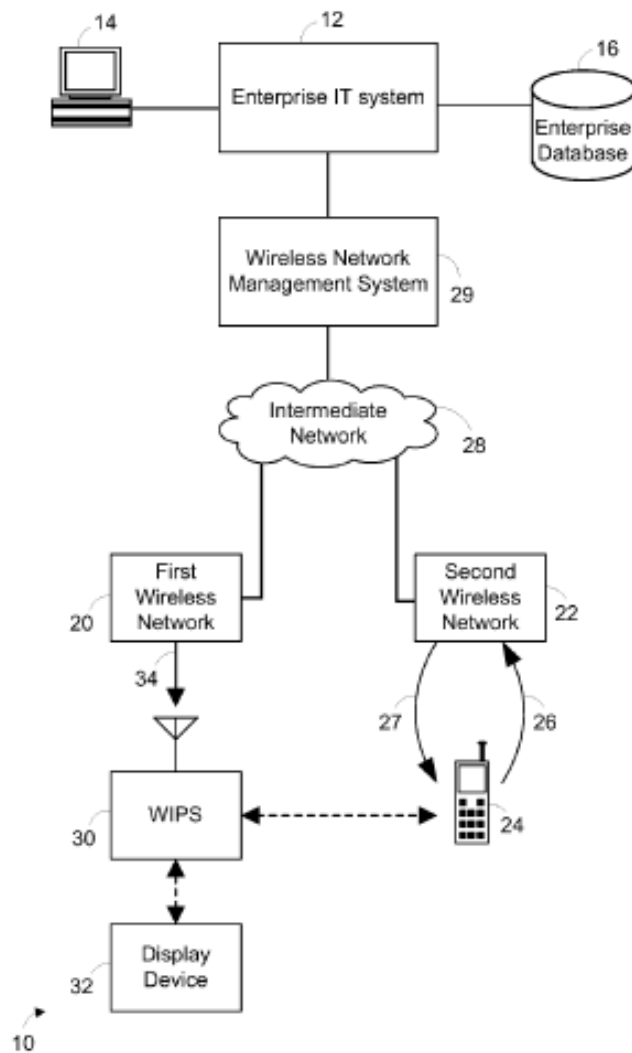 14
12
16
Enterprise IT system
Enterprise
Database
Wireless Network
Management System
29
Intermediate
Network
28
First
Wireless
Network
20
Second
Wireless
Network
22
34
27
26
WIPS
30
24
Display
Device
32
10